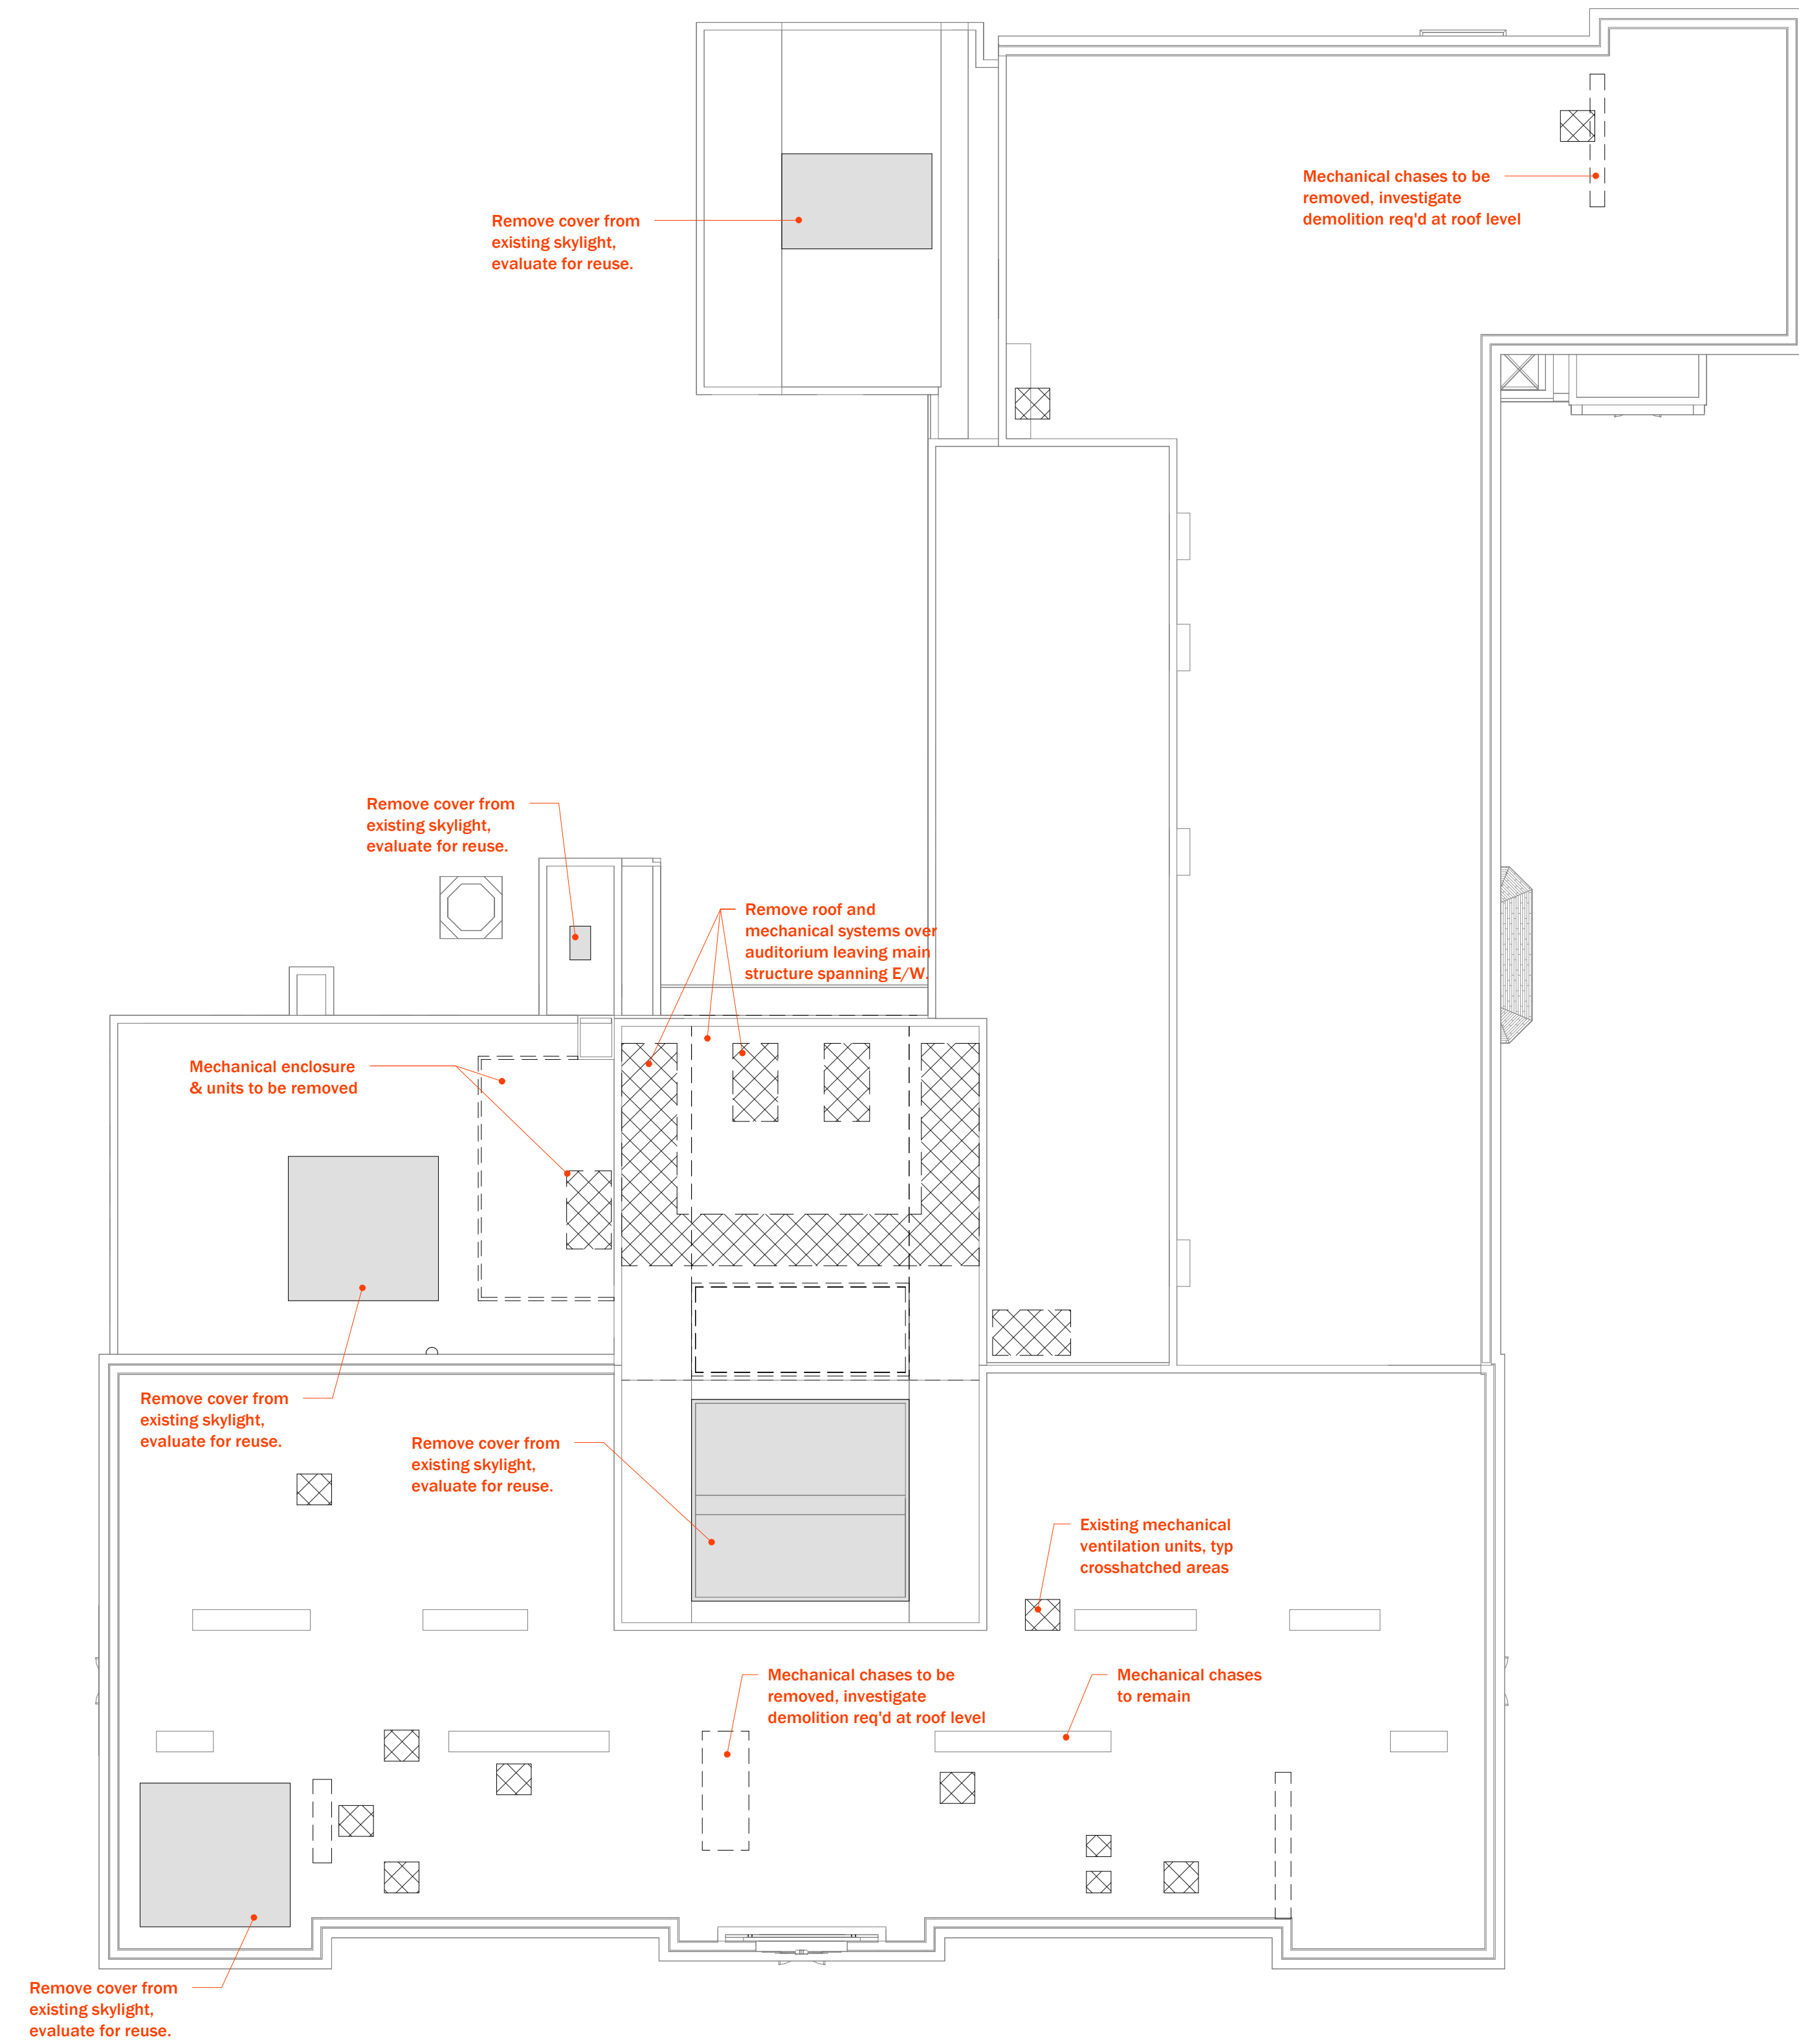 Mechanical chases to be
removed, investigate
demolition req'd at roof level
Remove cover from
existing skylight,
evaluate for reuse.
Remove cover from
existing skylight,
evaluate for reuse.
Remove roof and
mechanical systems over
auditorium leaving main
structure spanning E/W.
Mechanical enclosure
& units to be removed
Remove cover from
existing skylight,
evaluate for reuse.
Remove cover from
existing skylight,
evaluate for reuse.
Existing mechanical
ventilation units, typ
crosshatched areas
Mechanical chases to be
removed, investigate
demolition req'd at roof level
Mechanical chases
to remain
Remove cover from
existing skylight,
evaluate for reuse.